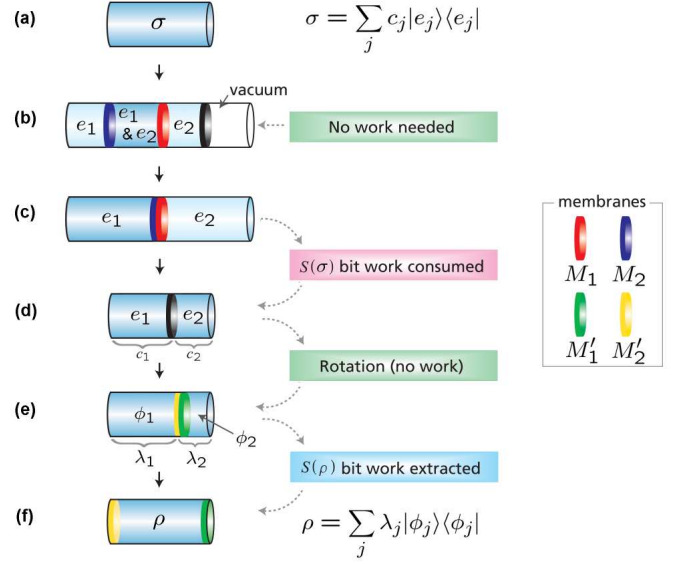 (a) σ σ = ∑_j c_j|e_j⟩⟨e_j|
vacuum
(b) e_1 e_1 & e_2 e_2 No work needed
(c) e_1 e_2
membranes
S(σ) bit work consumed
M_1 M_2
(d) e_1 e_2
c_1 c_2
M′_1 M′_2
Rotation (no work)
(e) ϕ_1 ϕ_2
λ_1 λ_2
S(ρ) bit work extracted
(f) ρ ρ = ∑_j λ_j|ϕ_j⟩⟨ϕ_j|